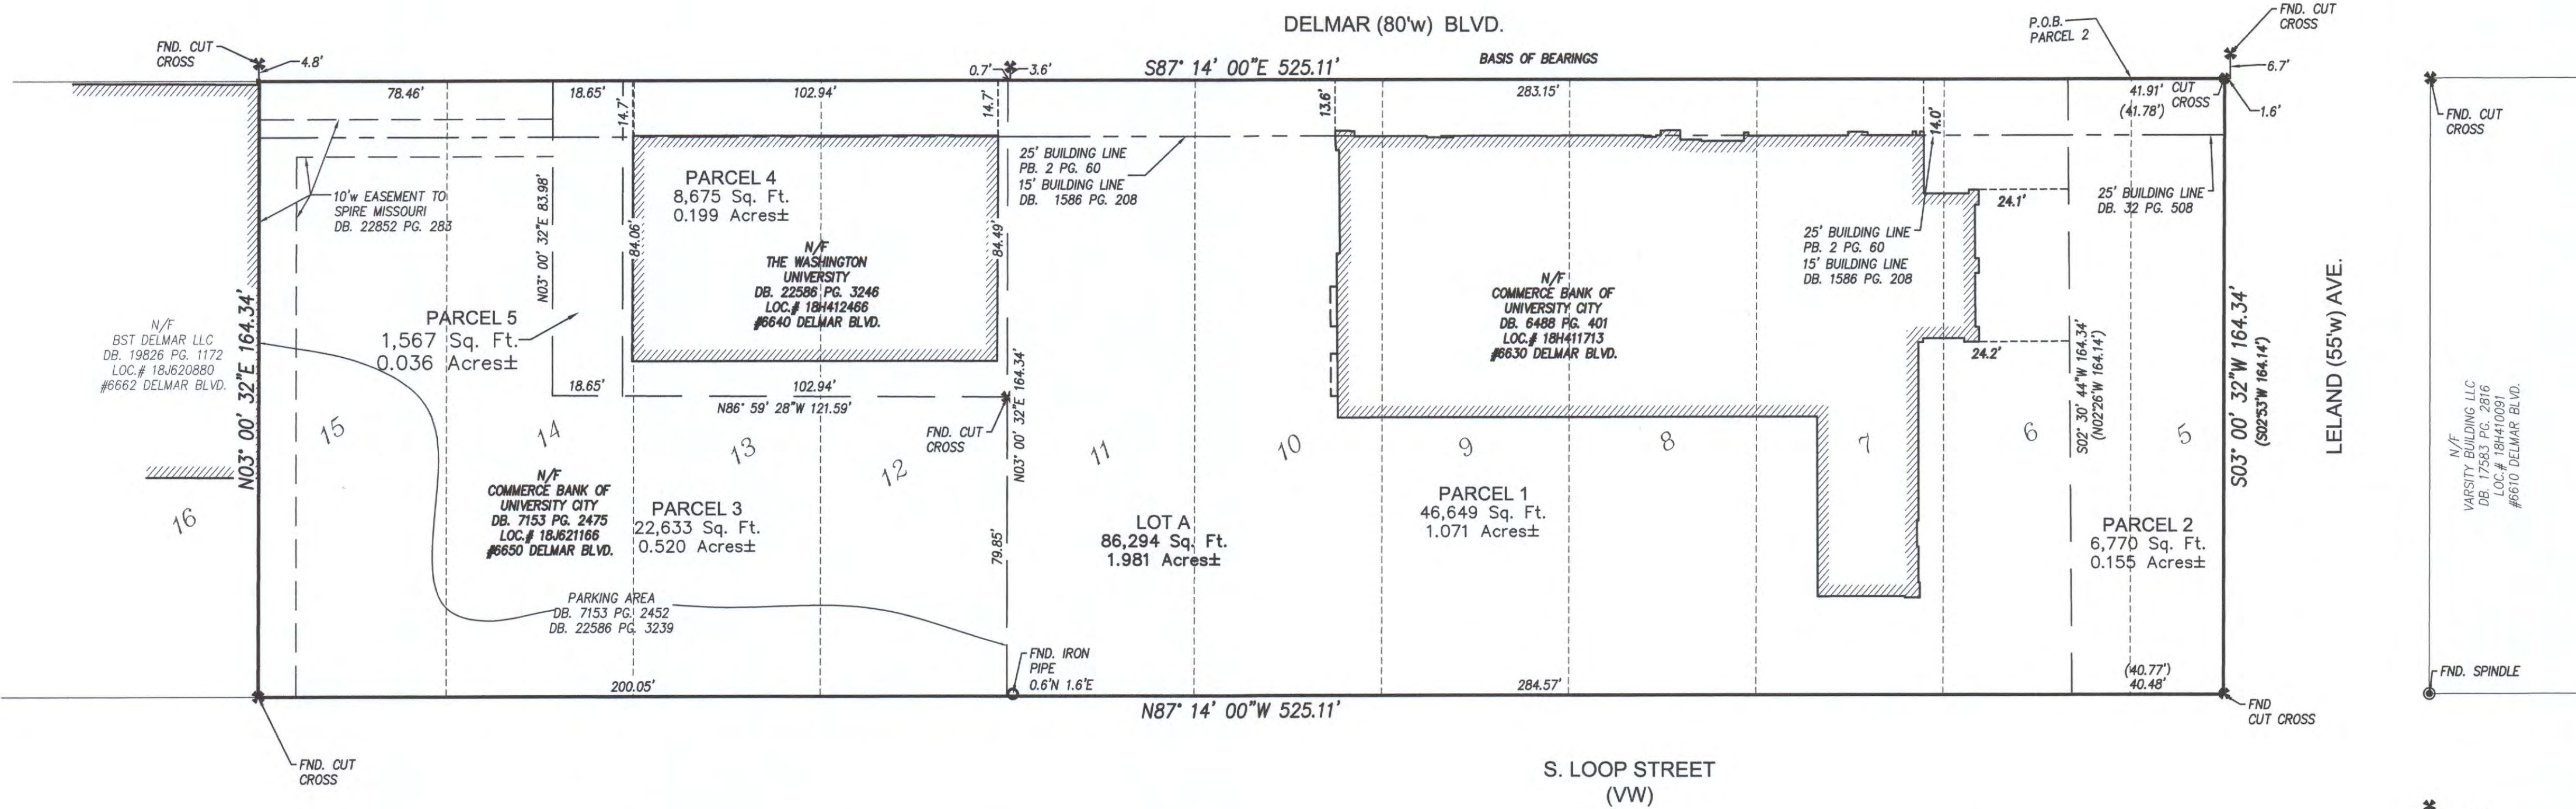 DELMAR (80'w) BLVD.
FND. CUT
CROSS
4.8'
0.7'
3.6'
S87° 14' 00"E 525.11'
BASIS OF BEARINGS
P.O.B.
PARCEL 2
FND. CUT
CROSS
6.7'
78.46'
18.65'
102.94'
283.15'
41.91'
(41.78')
CUT
CROSS
1.6'
FND. CUT
CROSS
14.7'
14.7'
13.6'
14.0'
10'w EASEMENT TO
SPIRE MISSOURI
DB. 22852 PG. 283
N03° 00' 32"E 83.98'
84.06'
PARCEL 4
8,675 Sq. Ft.
0.199 Acres±
N/F
THE WASHINGTON
UNIVERSITY
DB. 22586 PG. 3246
LOC.# 18H412466
#6640 DELMAR BLVD.
84.49'
25' BUILDING LINE
PB. 2 PG. 60
15' BUILDING LINE
DB. 1586 PG. 208
N/F
COMMERCE BANK OF
UNIVERSITY CITY
DB. 6488 PG. 401
LOC.# 18H411713
#6630 DELMAR BLVD.
25' BUILDING LINE
PB. 2 PG. 60
15' BUILDING LINE
DB. 1586 PG. 208
24.1'
25' BUILDING LINE
DB. 32 PG. 508
24.2'
N/F
BST DELMAR LLC
DB. 19826 PG. 1172
LOC.# 18J620880
#6662 DELMAR BLVD.
N03° 00' 32"E 164.34'
PARCEL 5
1,567 Sq. Ft.
0.036 Acres±
18.65'
102.94'
N86° 59' 28"W 121.59'
FND. CUT
CROSS
N03° 00' 32"E 164.34'
S02° 30' 44"W 164.34'
(N02°26'W 164.14')
S03° 00' 32"W 164.34'
(S02°53'W 164.14')
LELAND (55'w) AVE.
N/F
VARSITY BUILDING LLC
DB. 17583 PG. 2816
LOC.# 18H410091
#6610 DELMAR BLVD.
16
15
14
13
12
11
10
9
8
7
6
5
N/F
COMMERCE BANK OF
UNIVERSITY CITY
DB. 7153 PG. 2475
LOC.# 18J621166
#6650 DELMAR BLVD.
PARCEL 3
22,633 Sq. Ft.
0.520 Acres±
79.85'
LOT A
86,294 Sq. Ft.
1.981 Acres±
PARCEL 1
46,649 Sq. Ft.
1.071 Acres±
PARCEL 2
6,770 Sq. Ft.
0.155 Acres±
PARKING AREA
DB. 7153 PG. 2452
DB. 22586 PG. 3239
FND. IRON
PIPE
0.6'N 1.6'E
200.05'
284.57'
(40.77')
40.48'
FND. SPINDLE
N87° 14' 00"W 525.11'
FND
CUT CROSS
FND. CUT
CROSS
S. LOOP STREET
(VW)